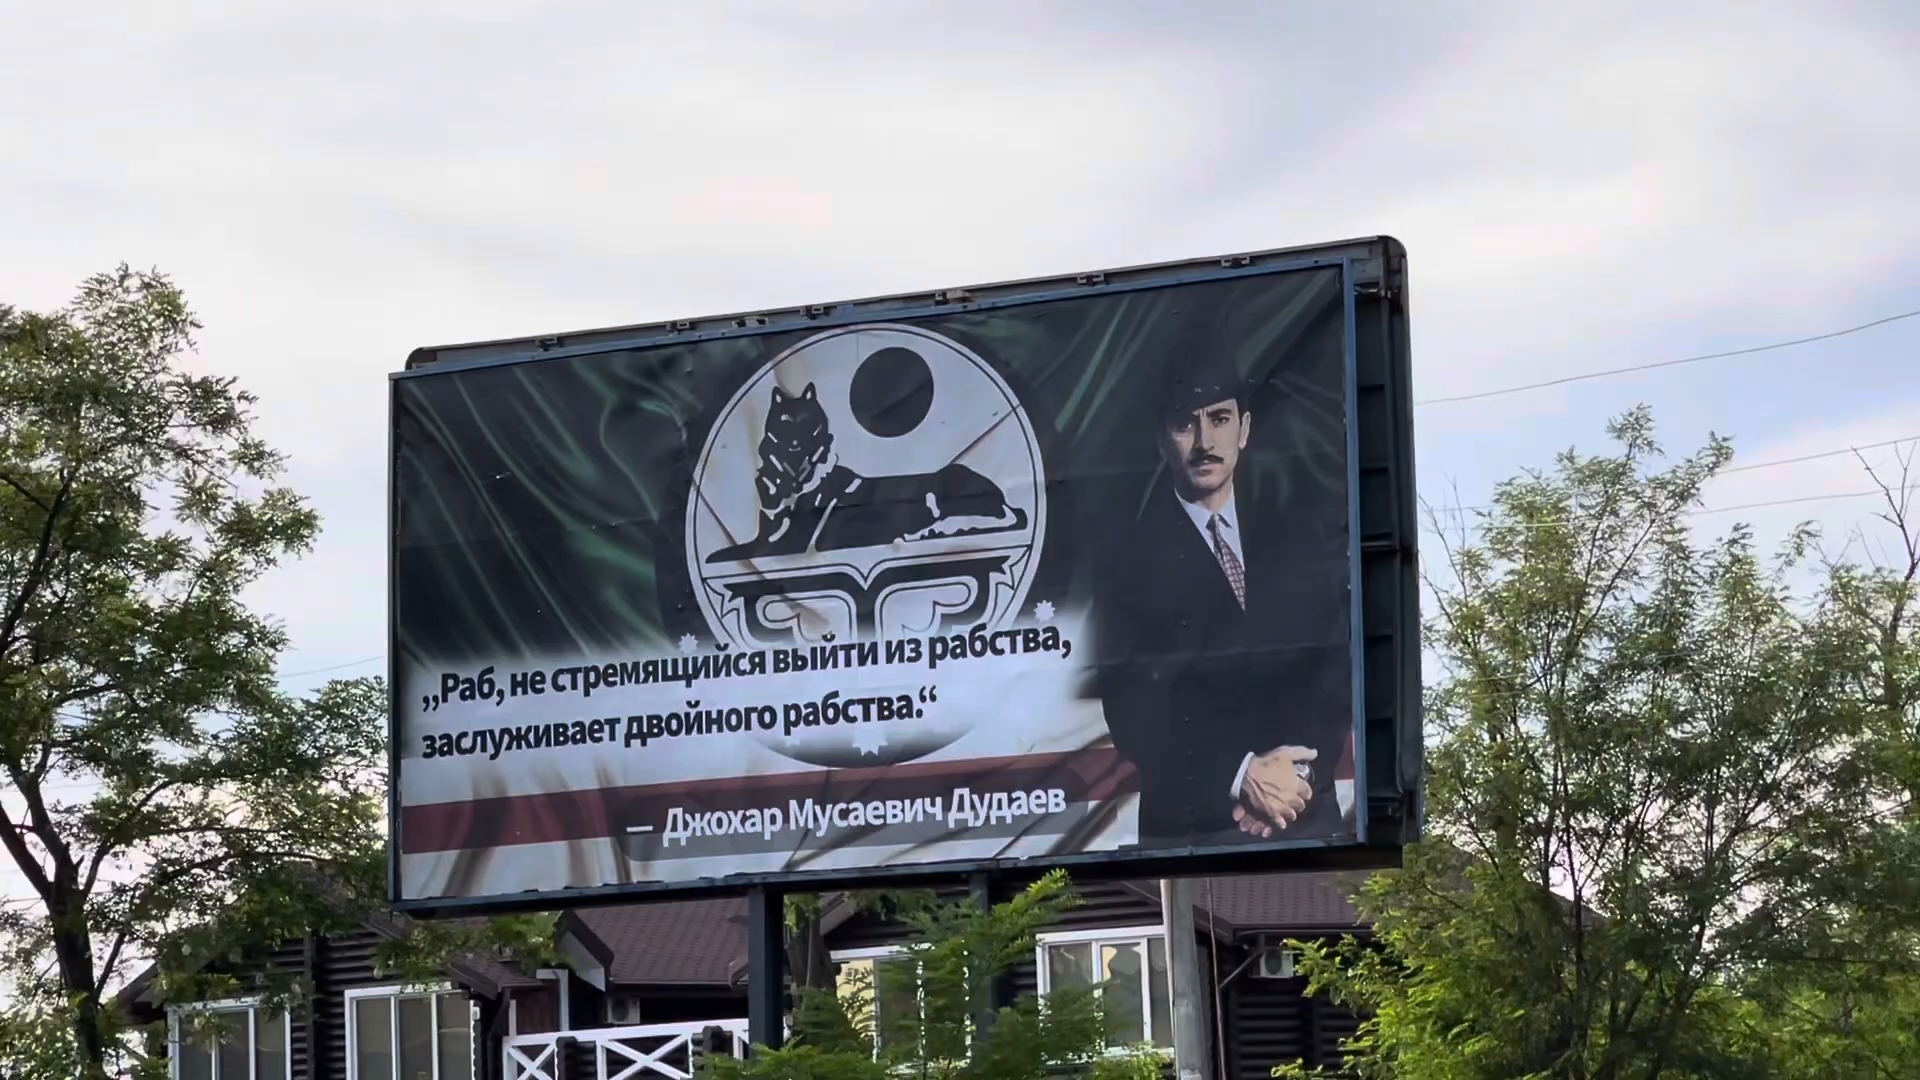 „Раб, не стремящийся выйти из рабства,
заслуживает двойного рабства.“
— Джохар Мусаевич Дудаев